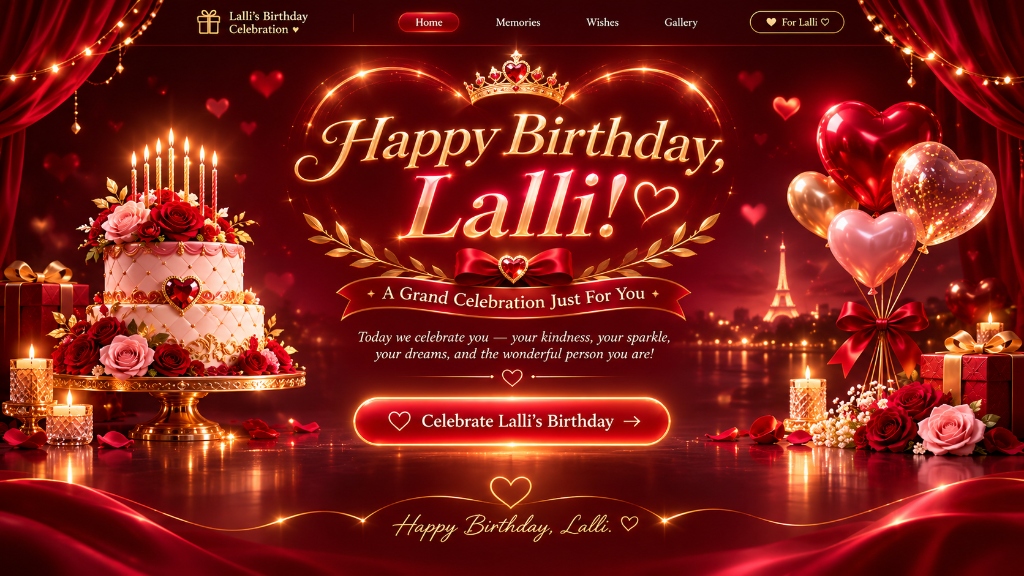 Lalli's Birthday
Celebration ♥
Home
Memories
Wishes
Gallery
♥ For Lalli ♡
Happy Birthday,
Lalli! ♡
A Grand Celebration Just For You
Today we celebrate you — your kindness, your sparkle,
your dreams, and the wonderful person you are!
♡ Celebrate Lalli's Birthday →
Happy Birthday, Lalli. ♡